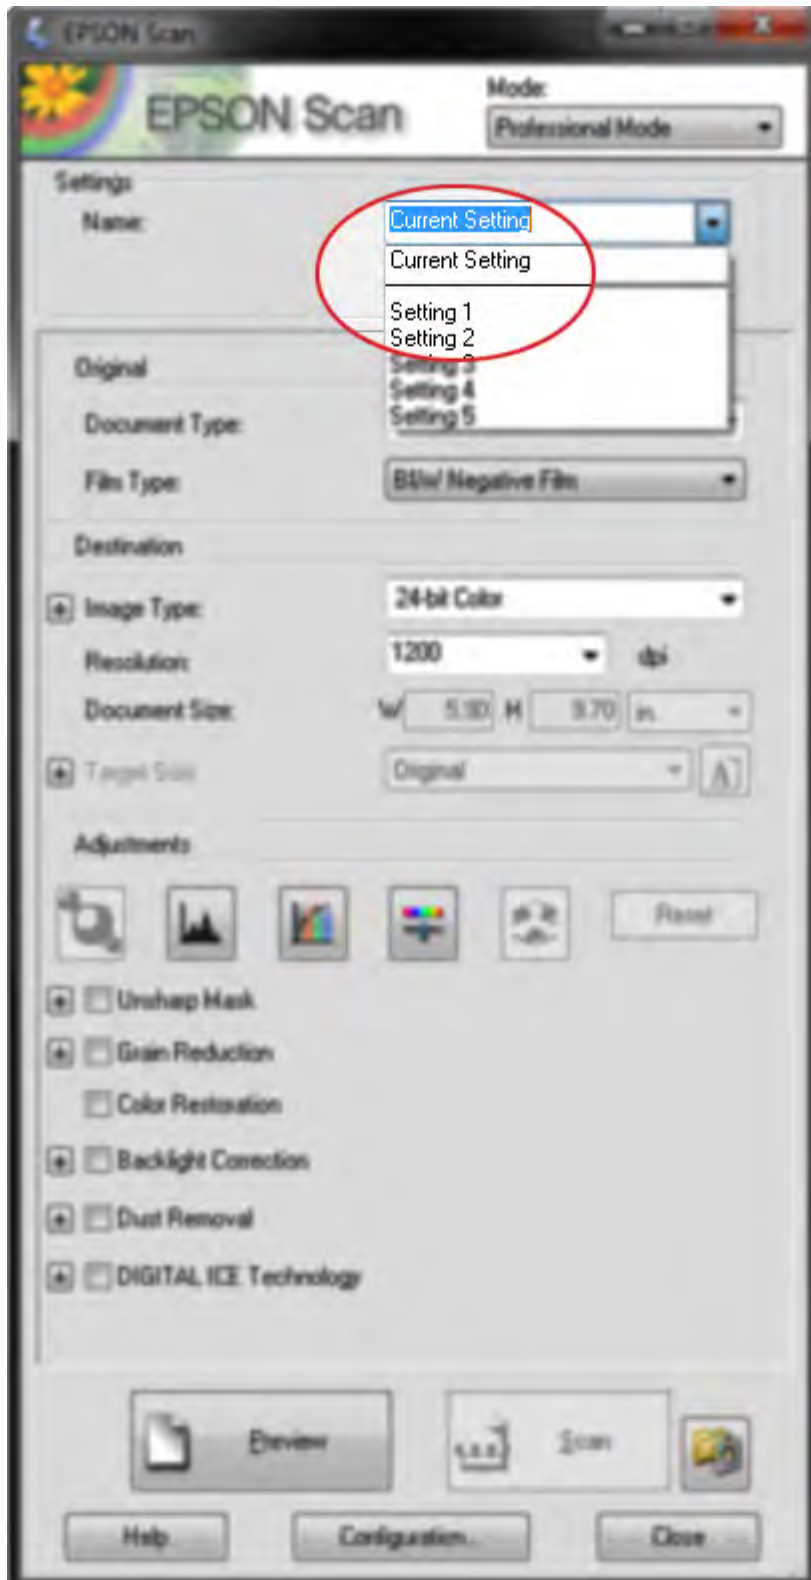 EPSON Scan
EPSON Scan
Mode:
Professional Mode
Settings
Name:
Current Setting
Current Setting
Setting 1
Setting 2
Setting 3
Setting 4
Setting 5
Original
Document Type:
Film Type:
B&W Negative Film
Destination
Image Type:
24-bit Color
Resolution:
1200
dpi
Document Size:
W 5.90 H 9.70 in.
Target Size:
Original
Adjustments
Reset
Unsharp Mask
Grain Reduction
Color Restoration
Backlight Correction
Dust Removal
DIGITAL ICE Technology
Preview
Scan
Help
Configuration...
Close